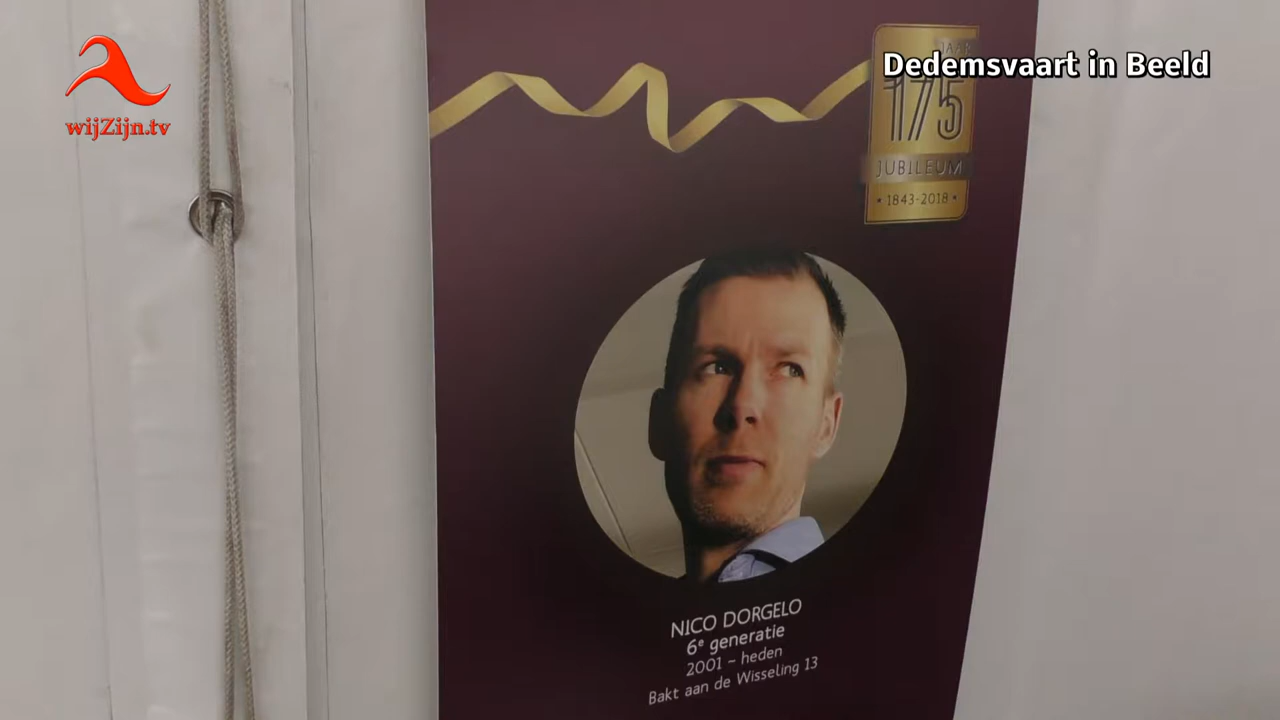 wijZijn.tv
Dedemsvaart in Beeld
JAAR
175
JUBILEUM
• 1843-2018 •
NICO DORGELO
6e generatie
2001 – heden
Bakt aan de Wisseling 13